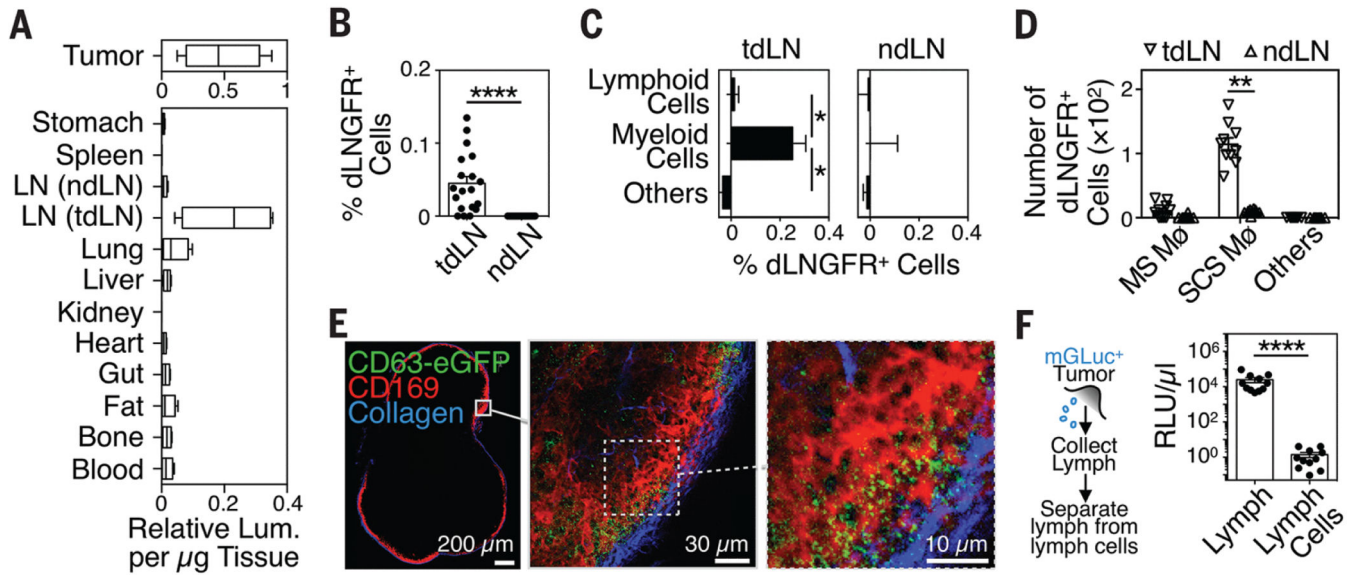 A
Tumor
0 0.5 1
Stomach
Spleen
LN (ndLN)
LN (tdLN)
Lung
Liver
Kidney
Heart
Gut
Fat
Bone
Blood
0 0.2 0.4
Relative Lum.
per µg Tissue
B
% dLNGFR+
Cells
0.2
0.1
0
****
tdLN ndLN
C
tdLN ndLN
Lymphoid
Cells
Myeloid
Cells
Others
*
*
0 0.2 0.4 0 0.2 0.4
% dLNGFR+ Cells
D
▽ tdLN △ ndLN
Number of
dLNGFR+
Cells (×10²)
2
1
0
**
MS Mø SCS Mø Others
E
CD63-eGFP
CD169
Collagen
200 µm
30 µm
10 µm
F
mGLuc+
Tumor
Collect
Lymph
Separate
lymph from
lymph cells
RLU/µl
10⁶
10⁴
10²
10⁰
****
Lymph
Lymph
Cells